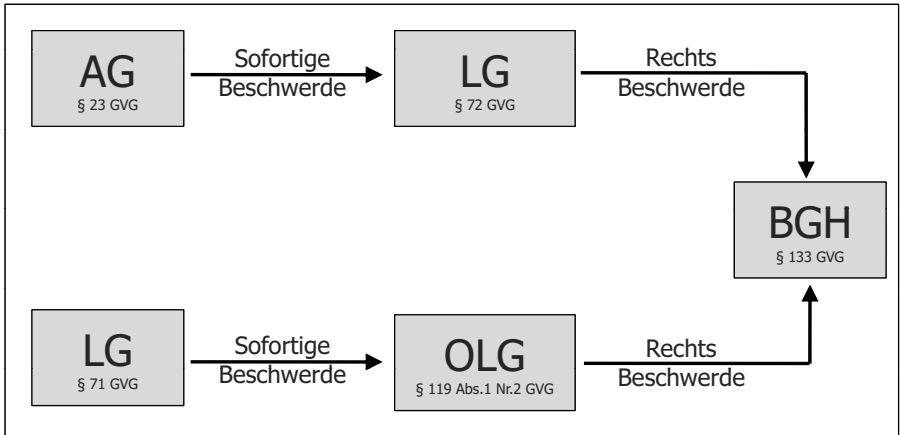 AG
§ 23 GVG
Sofortige
Beschwerde
LG
§ 72 GVG
Rechts
Beschwerde
BGH
§ 133 GVG
LG
§ 71 GVG
Sofortige
Beschwerde
OLG
§ 119 Abs.1 Nr.2 GVG
Rechts
Beschwerde